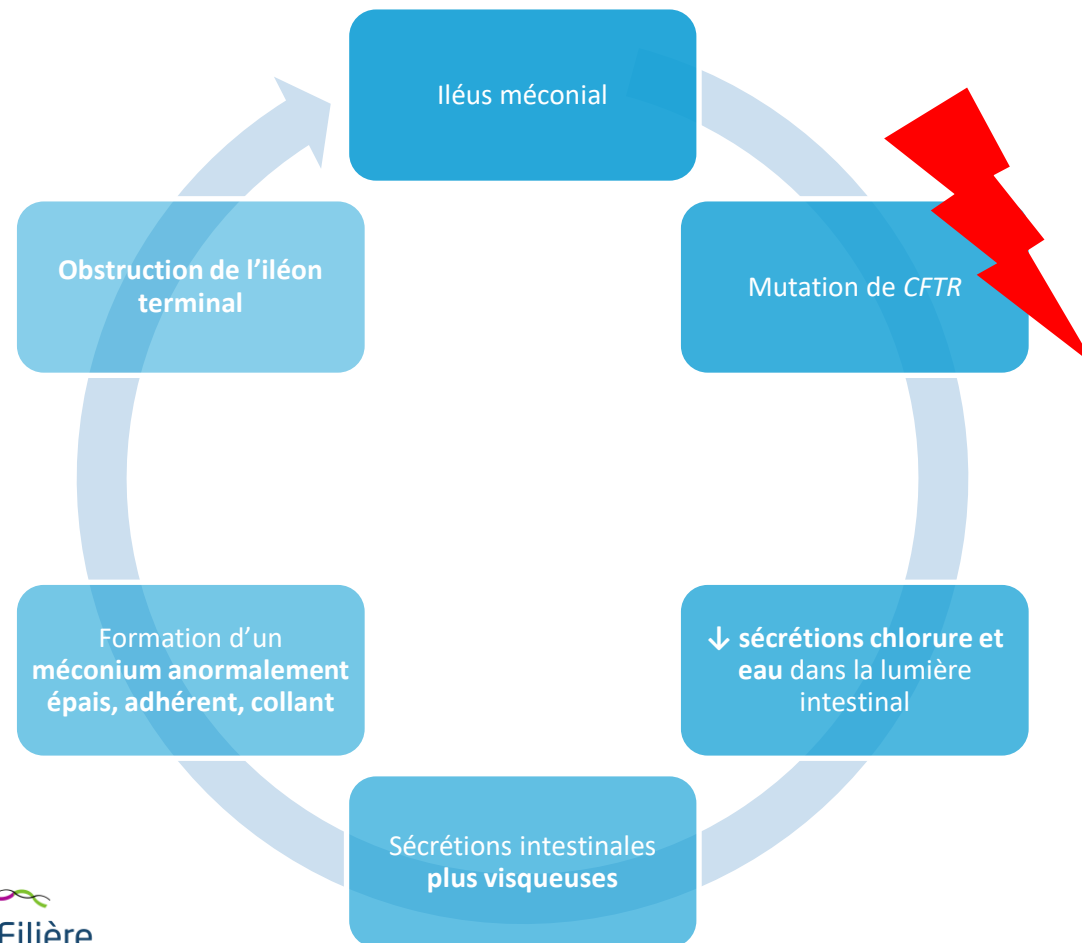 Iléus méconial
Mutation de CFTR
↓ sécrétions chlorure et
eau dans la lumière
intestinal
Sécrétions intestinales
plus visqueuses
Formation d’un
méconium anormalement
épais, adhérent, collant
Obstruction de l’iléon
terminal
Filière